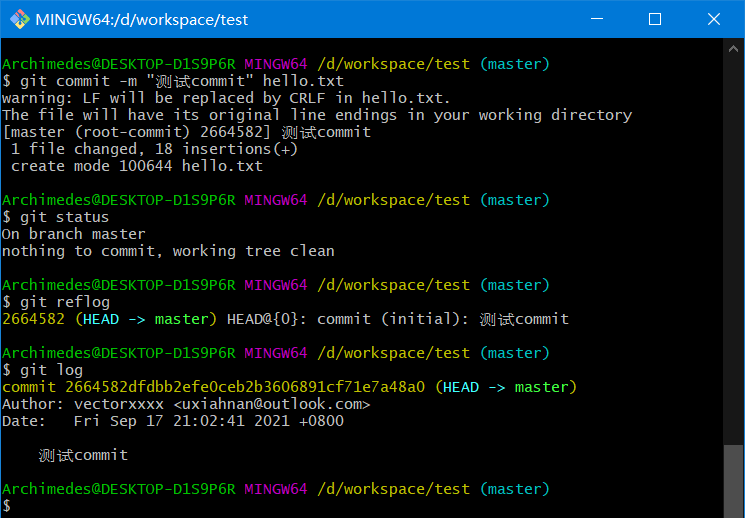 MINGW64:/d/workspace/test
Archimedes@DESKTOP-D1S9P6R MINGW64 /d/workspace/test (master)
$ git commit -m "测试commit" hello.txt
warning: LF will be replaced by CRLF in hello.txt.
The file will have its original line endings in your working directory
[master (root-commit) 2664582] 测试commit
 1 file changed, 18 insertions(+)
 create mode 100644 hello.txt
Archimedes@DESKTOP-D1S9P6R MINGW64 /d/workspace/test (master)
$ git status
On branch master
nothing to commit, working tree clean
Archimedes@DESKTOP-D1S9P6R MINGW64 /d/workspace/test (master)
$ git reflog
2664582 (HEAD -> master) HEAD@{0}: commit (initial): 测试commit
Archimedes@DESKTOP-D1S9P6R MINGW64 /d/workspace/test (master)
$ git log
commit 2664582dfdbb2efe0ceb2b3606891cf71e7a48a0 (HEAD -> master)
Author: vectorxxxx <uxiahnan@outlook.com>
Date:   Fri Sep 17 21:02:41 2021 +0800
    测试commit
Archimedes@DESKTOP-D1S9P6R MINGW64 /d/workspace/test (master)
$